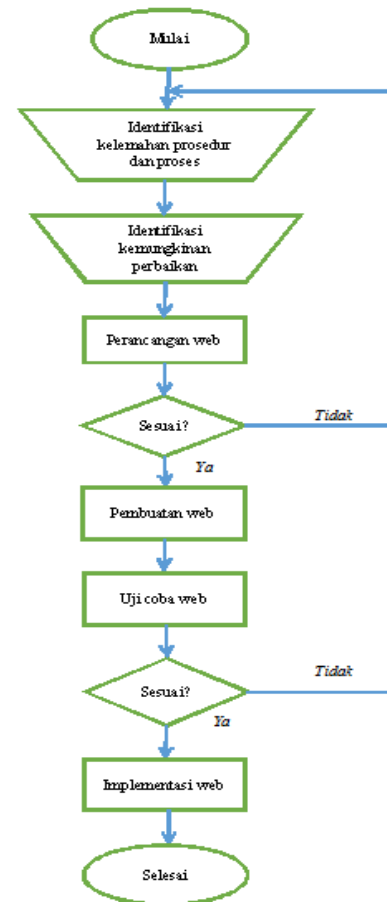 Mulai
Identifikasi
kelemahan prosedur
dan proses
Identifikasi
kemungkinan
perbaikan
Perancangan web
Sesuai?
Tidak
Ya
Pembuatan web
Uji coba web
Sesuai?
Tidak
Ya
Implementasi web
Selesai